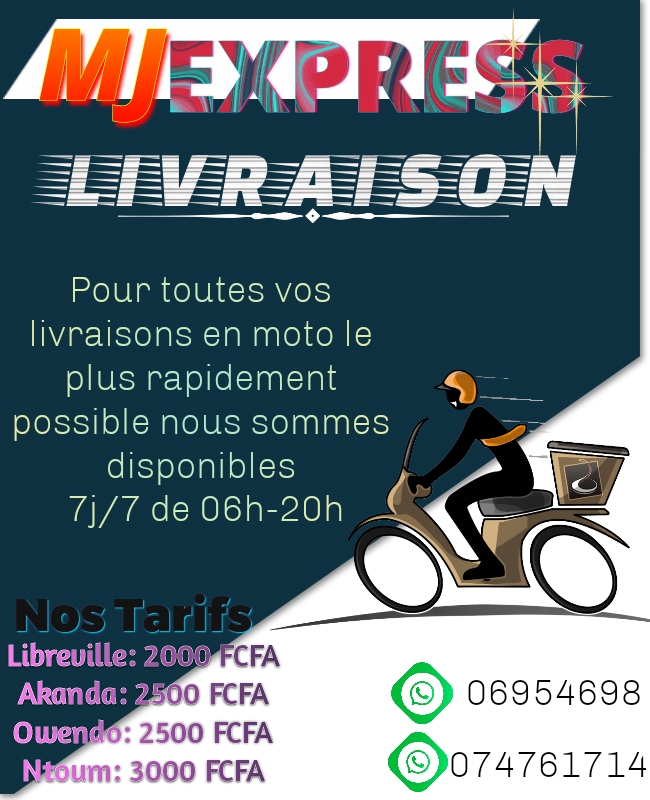 MJEXPRESS
LIVRAISON
Pour toutes vos
livraisons en moto le
plus rapidement
possible nous sommes
disponibles
7j/7 de 06h-20h
Nos Tarifs
Libreville: 2000 FCFA
Akanda: 2500 FCFA
Owendo: 2500 FCFA
Ntoum: 3000 FCFA
06954698
074761714